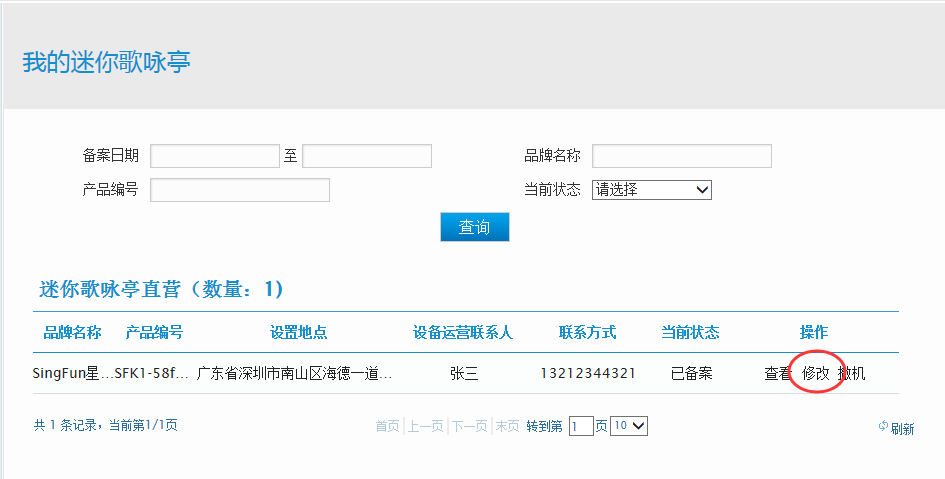 我的迷你歌咏亭
备案日期 至 品牌名称
产品编号 当前状态 请选择
查询
迷你歌咏亭直营（数量：1）
品牌名称 产品编号 设置地点 设备运营联系人 联系方式 当前状态 操作
SingFun星... SFK1-58f... 广东省深圳市南山区海德一道... 张三 13212344321 已备案 查看 修改 撤机
共 1 条记录，当前第1/1页 首页 上一页 下一页 末页 转到第 1 页 10 刷新